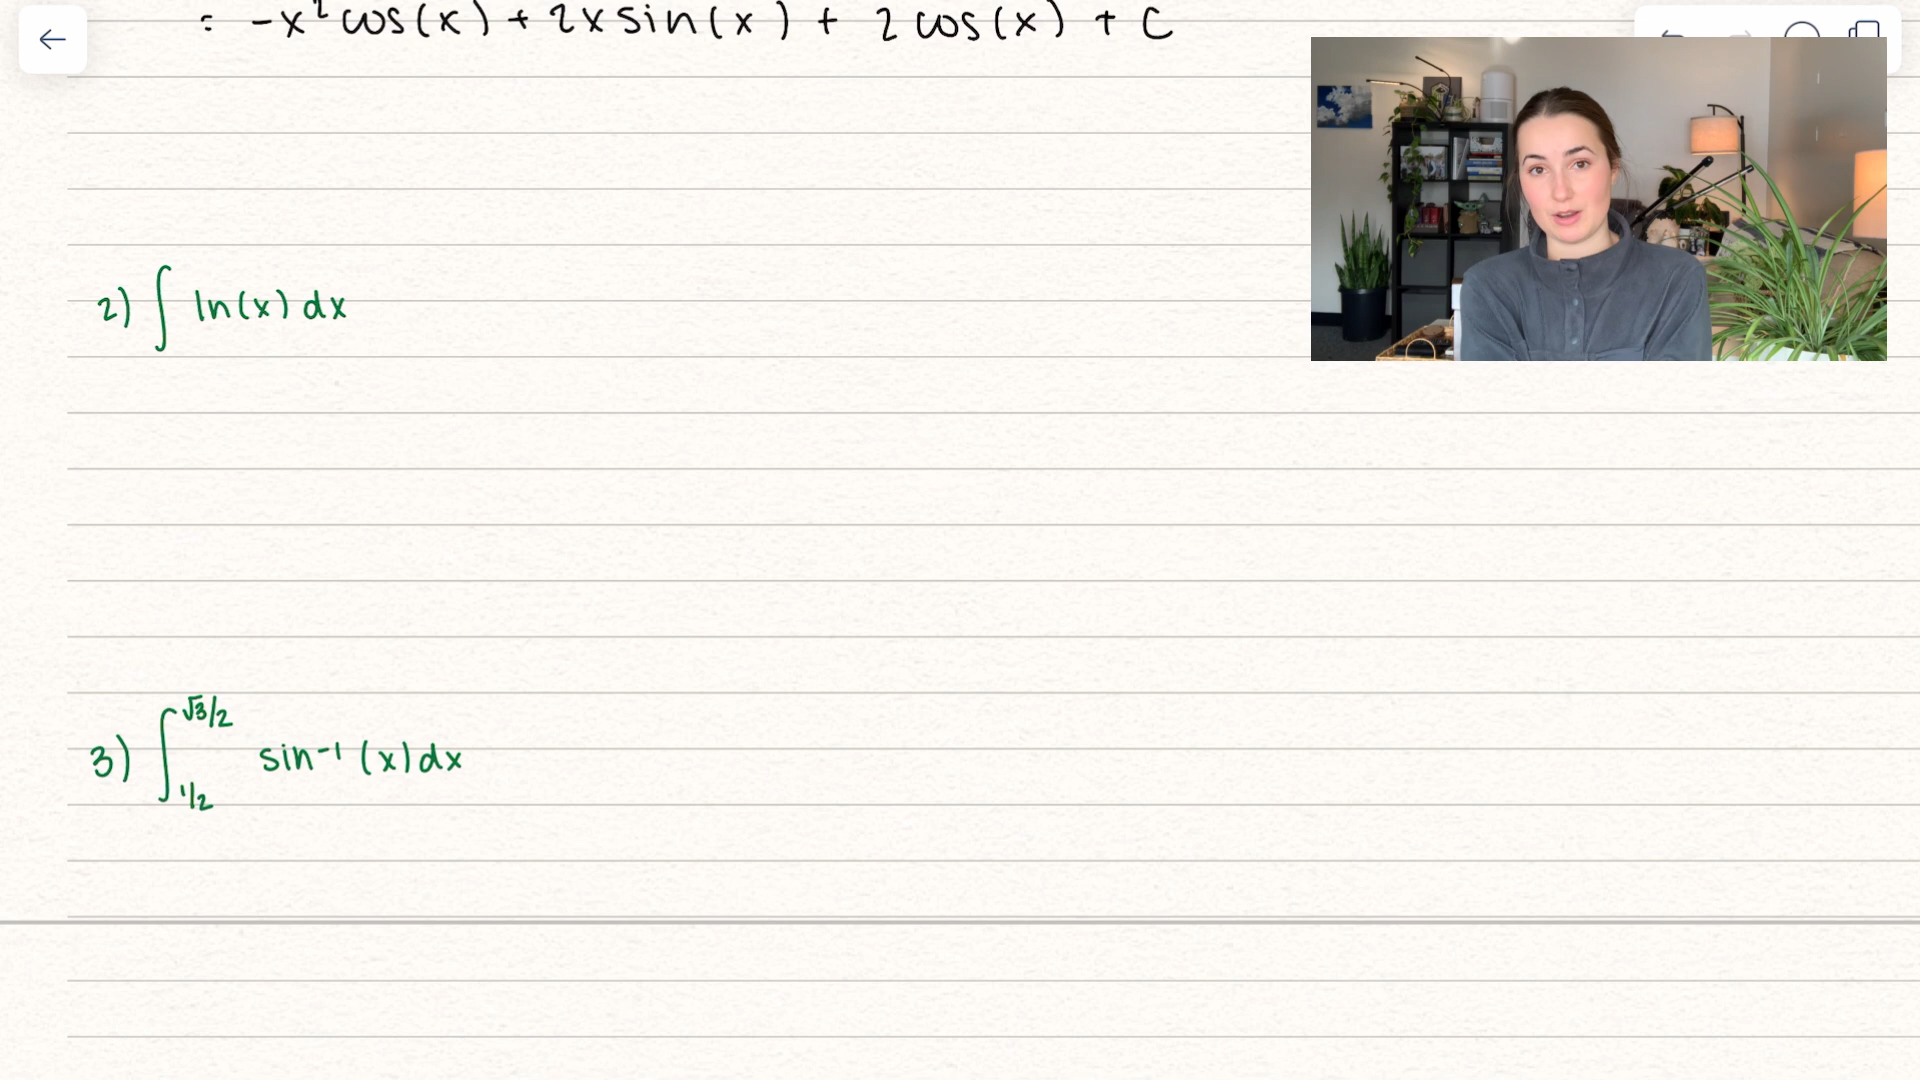 = -x² cos(x) + 2x sin(x) + 2 cos(x) + C
2) ∫ ln(x) dx
3) ∫_{1/2}^{√3/2} sin⁻¹ (x) dx